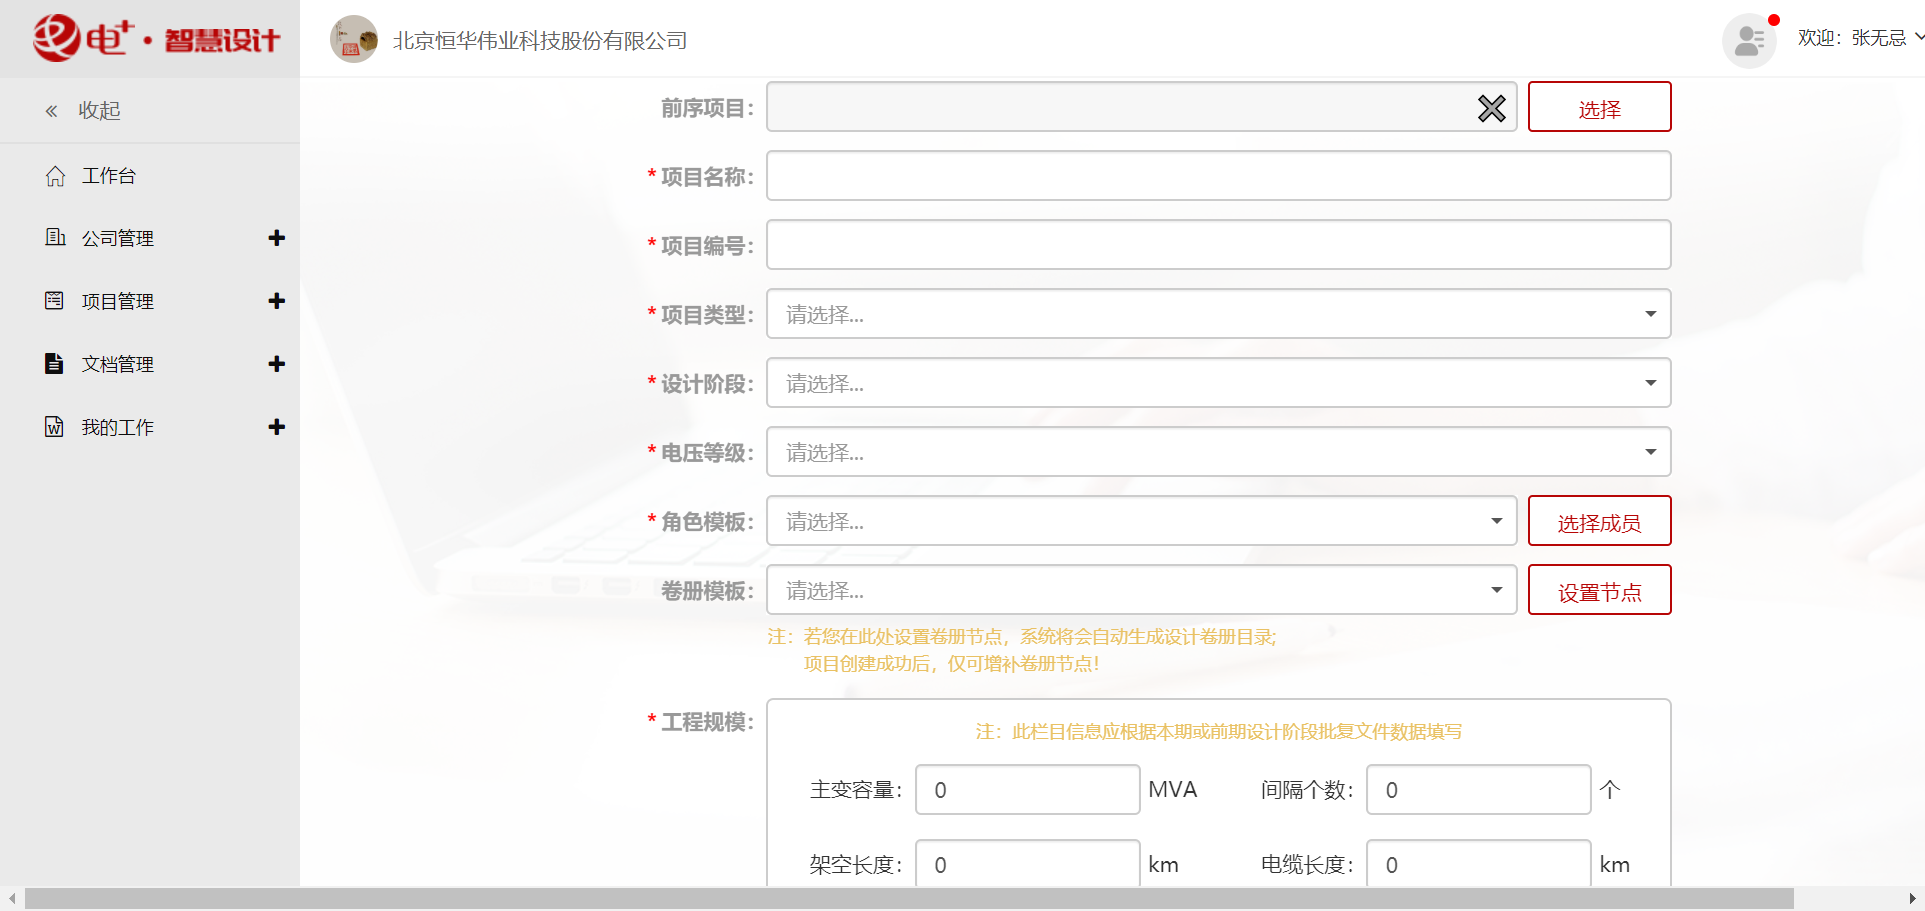 电+·智慧设计
北京恒华伟业科技股份有限公司
欢迎：张无忌
« 收起
工作台
公司管理
项目管理
文档管理
我的工作
前序项目：
选择
* 项目名称：
* 项目编号：
* 项目类型： 请选择...
* 设计阶段： 请选择...
* 电压等级： 请选择...
* 角色模板： 请选择... 选择成员
卷册模板： 请选择... 设置节点
注：若您在此处设置卷册节点，系统将会自动生成设计卷册目录;
项目创建成功后，仅可增补卷册节点！
* 工程规模：
注：此栏目信息应根据本期或前期设计阶段批复文件数据填写
主变容量： 0 MVA 间隔个数： 0 个
架空长度： 0 km 电缆长度： 0 km